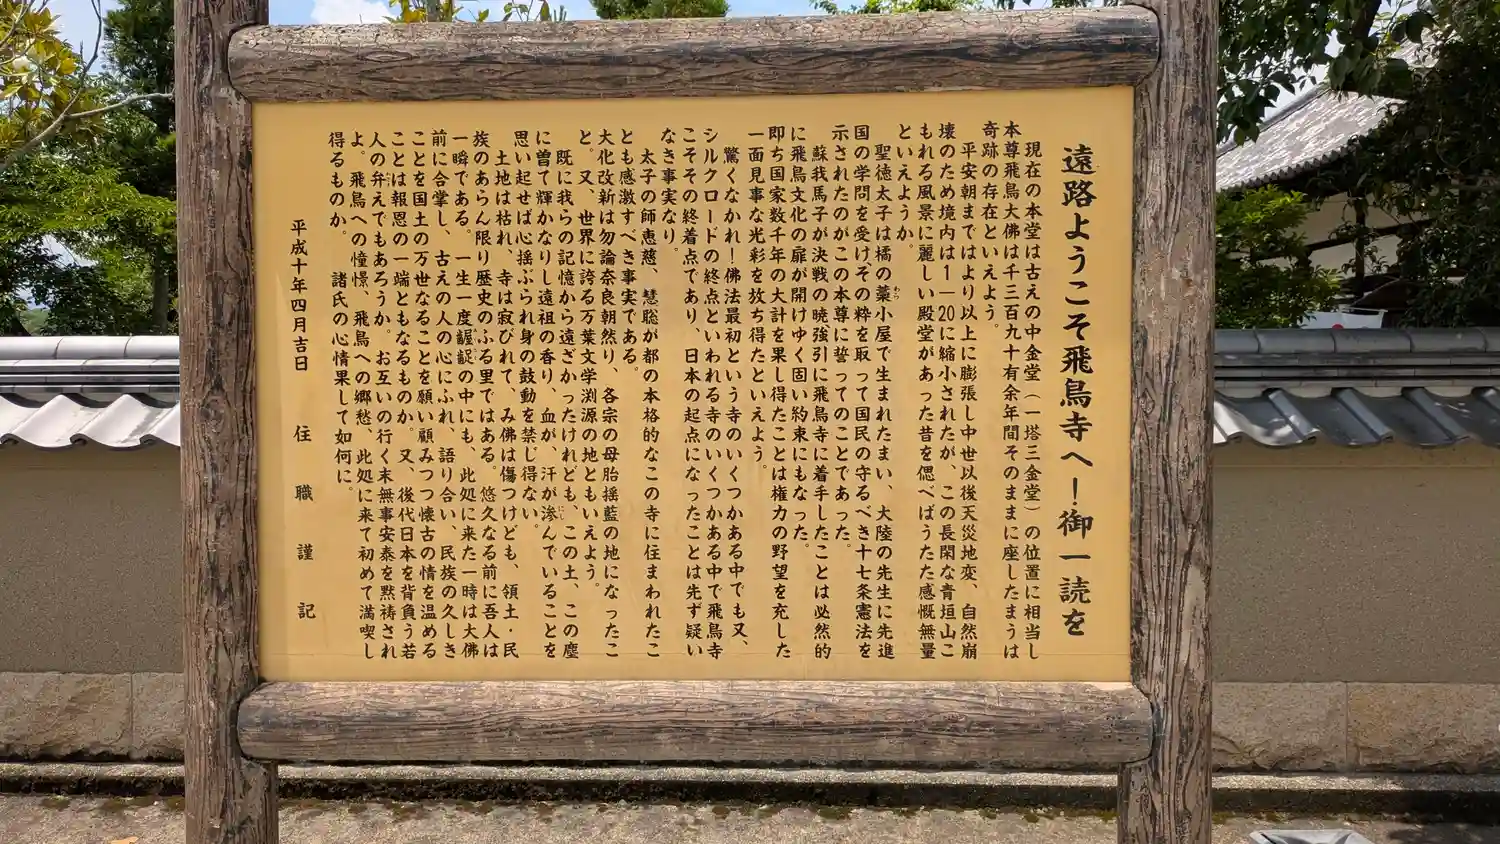 遠路ようこそ飛鳥寺へ!御一読を
現在の本堂は古えの中金堂(一塔三金堂)の位置に相当し
本尊飛鳥大佛は千三百九十有余年間そのままに座したまうは
奇跡の存在といえよう。
平安朝まではより以上に膨張し中世以後天災地変、自然崩
壊のため境内は1―20に縮小されたが、この長閑な青垣山こ
もれる風景に麗しい殿堂があった昔を偲べばうたた感慨無量
といえようか。
聖徳太子は橘の藁小屋で生まれたまい、大陸の先生に先進
わら
国の学問を受けその粋を取って国民の守るべき十七条憲法を
示されたのがこの本尊に誓ってのことであった。
蘇我馬子が決戦の暁強引に飛鳥寺に着手したことは必然的
に飛鳥文化の扉が開けゆく固い約束にもなった。
即ち国家数千年の大計を果し得たことは権力の野望を充した
一面見事な光彩を放ち得たといえよう。
驚くなかれ!佛法最初という寺のいくつかある中でも又、
シルクロードの終点といわれる寺のいくつかある中で飛鳥寺
こそその終着点であり、日本の起点になったことは先ず疑い
なき事実なり。
太子の師恵慈、慧聡が都の本格的なこの寺に住まわれたこ
とも感激すべき事実である。
大化改新は勿論奈良朝然り、各宗の母胎揺藍の地になったこ
と。又、世界に誇る万葉文学渕源の地ともいえよう。
既に我らの記憶から遠ざかったけれども、この土、この塵
に曽て輝かなりし遠祖の香り、血が、汗が滲んでいることを
思い起せば心揺ぶられ身の鼓動を禁じ得ない。
土地は枯れ、寺は寂びれて、み佛は傷つけども、領土・民
族のあらん限り歴史のふる里ではある。悠久なる前に吾人は
一瞬である。一生一度齷齪の中にも、此処に来た一時は大佛
前に合掌し、古えの人の心にふれ、語り合い、民族の久しき
ことを国土の万世なることを願い顧みつつ懐古の情を温める
ことは報恩の一端ともなるものか。又、後代日本を背負う若
人の弁えでもあろうか。お互いの行く末無事安泰を黙祷され
よ。飛鳥への憧憬、飛鳥への郷愁、此処に来て初めて満喫し
得るものか。 諸氏の心情果して如何に。
平成十年四月吉日 住職謹記